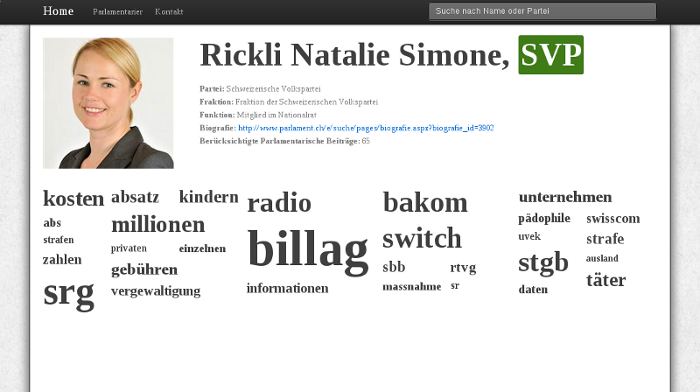 Home Parlamentarier Kontakt Suche nach Name oder Partei
Rickli Natalie Simone, SVP
Partei: Schweizerische Volkspartei
Fraktion: Fraktion der Schweizerischen Volkspartei
Funktion: Mitglied im Nationalrat
Biografie: http://www.parlament.ch/e/suche/pages/biografie.aspx?biografie_id=3902
Berücksichtigte Parlamentarische Beiträge: 65
kosten
abs
strafen
zahlen
srg
absatz kindern
millionen
privaten einzelnen
gebühren
vergewaltigung
radio
billag
informationen
bakom
switch
sbb rtvg
massnahme sr
unternehmen
pädophile swisscom
uvek strafe
stgb ausland
daten täter